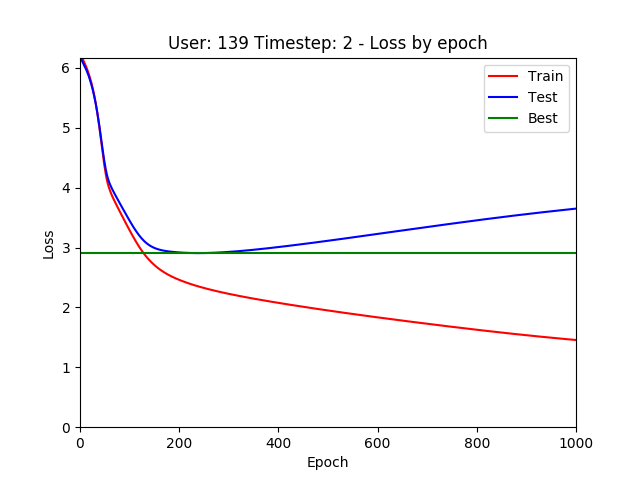 User: 139 Timestep: 2 - Loss by epoch
Train
Test
Best
6
5
4
3
2
1
0
Loss
0 200 400 600 800 1000
Epoch